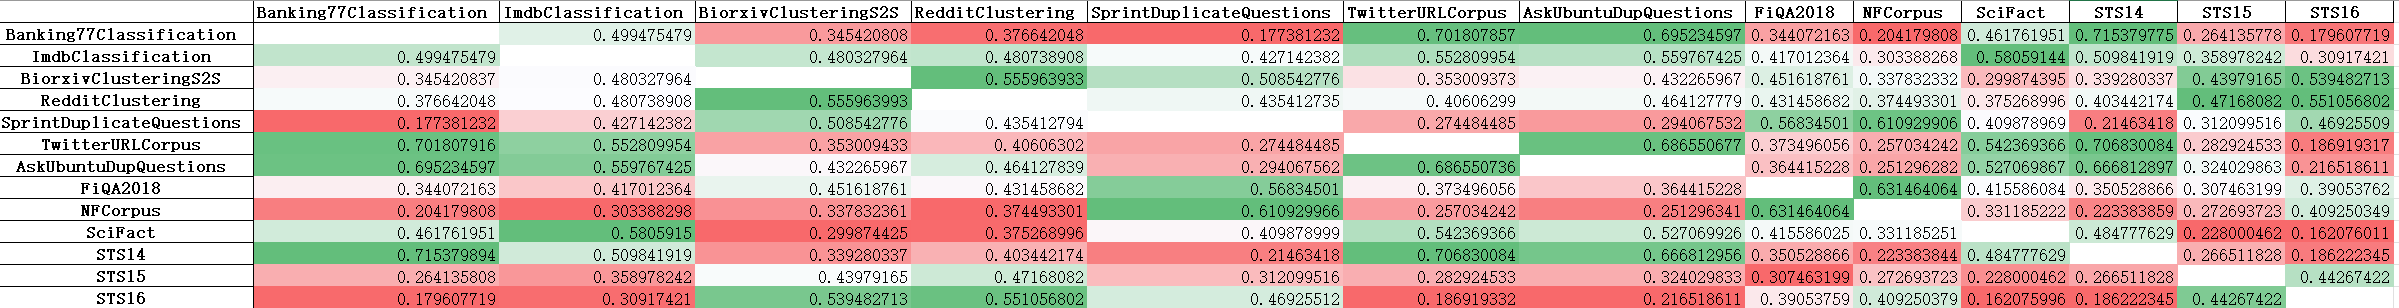 Banking77Classification ImdbClassification BiorxivClusteringS2S RedditClustering SprintDuplicateQuestions TwitterURLCorpus AskUbuntuDupQuestions FiQA2018 NFCorpus SciFact STS14 STS15 STS16
Banking77Classification 0.499475479 0.345420808 0.376642048 0.177381232 0.701807857 0.695234597 0.344072163 0.204179808 0.461761951 0.715379775 0.264135778 0.179607719
ImdbClassification 0.499475479 0.480327964 0.480738908 0.427142382 0.552809954 0.559767425 0.417012364 0.303388268 0.58059144 0.509841919 0.358978242 0.30917421
BiorxivClusteringS2S 0.345420837 0.480327964 0.555963933 0.508542776 0.353009373 0.432265967 0.451618761 0.337832332 0.299874395 0.339280337 0.43979165 0.539482713
RedditClustering 0.376642048 0.480738908 0.555963993 0.435412735 0.40606299 0.464127779 0.431458682 0.374493301 0.375268996 0.403442174 0.47168082 0.551056802
SprintDuplicateQuestions 0.177381232 0.427142382 0.508542776 0.435412794 0.274484485 0.294067532 0.56834501 0.610929906 0.409878969 0.21463418 0.312099516 0.46925509
TwitterURLCorpus 0.701807916 0.552809954 0.353009433 0.40606302 0.274484485 0.686550677 0.373496056 0.257034242 0.542369366 0.706830084 0.282924533 0.186919317
AskUbuntuDupQuestions 0.695234597 0.559767425 0.432265967 0.464127839 0.294067562 0.686550736 0.364415228 0.251296282 0.527069867 0.666812897 0.324029863 0.216518611
FiQA2018 0.344072163 0.417012364 0.451618761 0.431458682 0.56834501 0.373496056 0.364415228 0.631464064 0.415586084 0.350528866 0.307463199 0.39053762
NFCorpus 0.204179808 0.303388298 0.337832361 0.374493301 0.610929966 0.257034242 0.251296341 0.631464064 0.331185222 0.223383859 0.272693723 0.409250349
SciFact 0.461761951 0.5805915 0.299874425 0.375268996 0.409878999 0.542369366 0.527069926 0.415586025 0.331185251 0.484777629 0.228000462 0.162076011
STS14 0.715379894 0.509841919 0.339280337 0.403442174 0.21463418 0.706830084 0.666812956 0.350528866 0.223383844 0.484777629 0.266511828 0.186222345
STS15 0.264135808 0.358978242 0.43979165 0.47168082 0.312099516 0.282924533 0.324029833 0.307463199 0.272693723 0.228000462 0.266511828 0.44267422
STS16 0.179607719 0.30917421 0.539482713 0.551056802 0.46925512 0.186919332 0.216518611 0.39053759 0.409250379 0.162075996 0.186222345 0.44267422